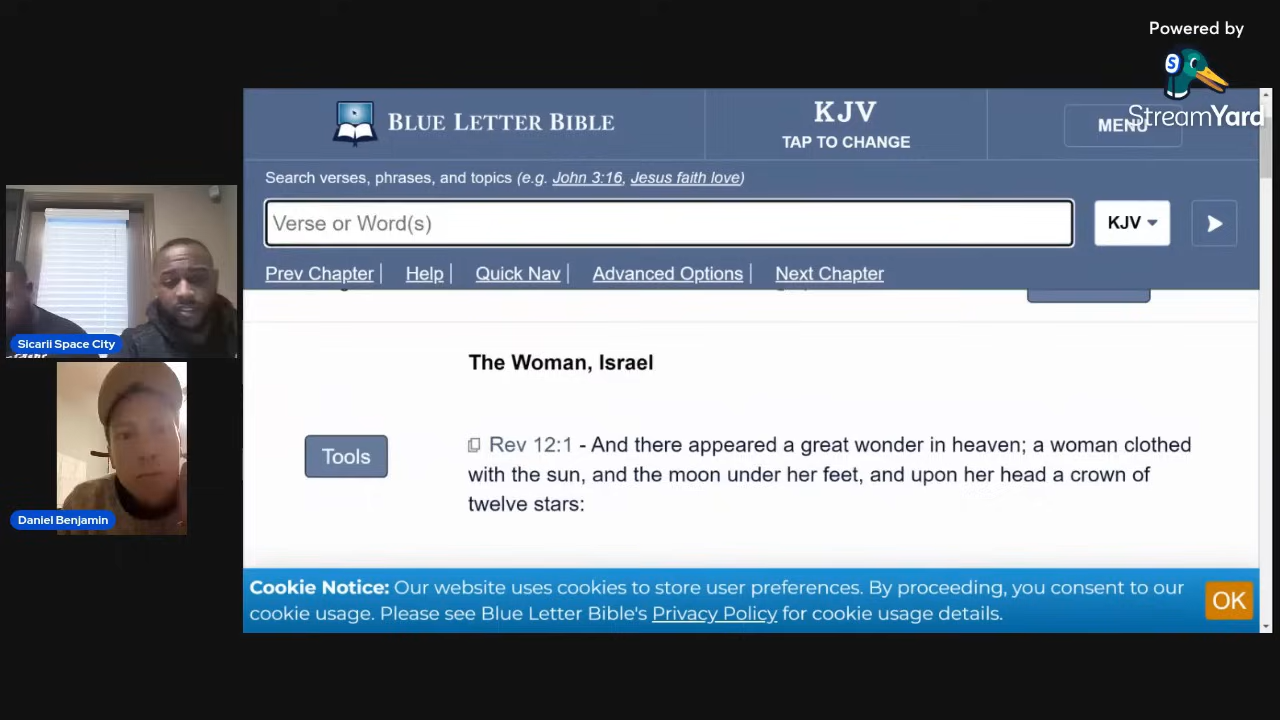 Powered by
StreamYard
BLUE LETTER BIBLE
KJV
TAP TO CHANGE
MENU
Search verses, phrases, and topics (e.g. John 3:16, Jesus faith love)
Verse or Word(s)
KJV
Prev Chapter | Help | Quick Nav | Advanced Options | Next Chapter
The Woman, Israel
Tools
Rev 12:1 - And there appeared a great wonder in heaven; a woman clothed
with the sun, and the moon under her feet, and upon her head a crown of
twelve stars:
Sicarii Space City
Daniel Benjamin
Cookie Notice: Our website uses cookies to store user preferences. By proceeding, you consent to our
cookie usage. Please see Blue Letter Bible's Privacy Policy for cookie usage details.
OK